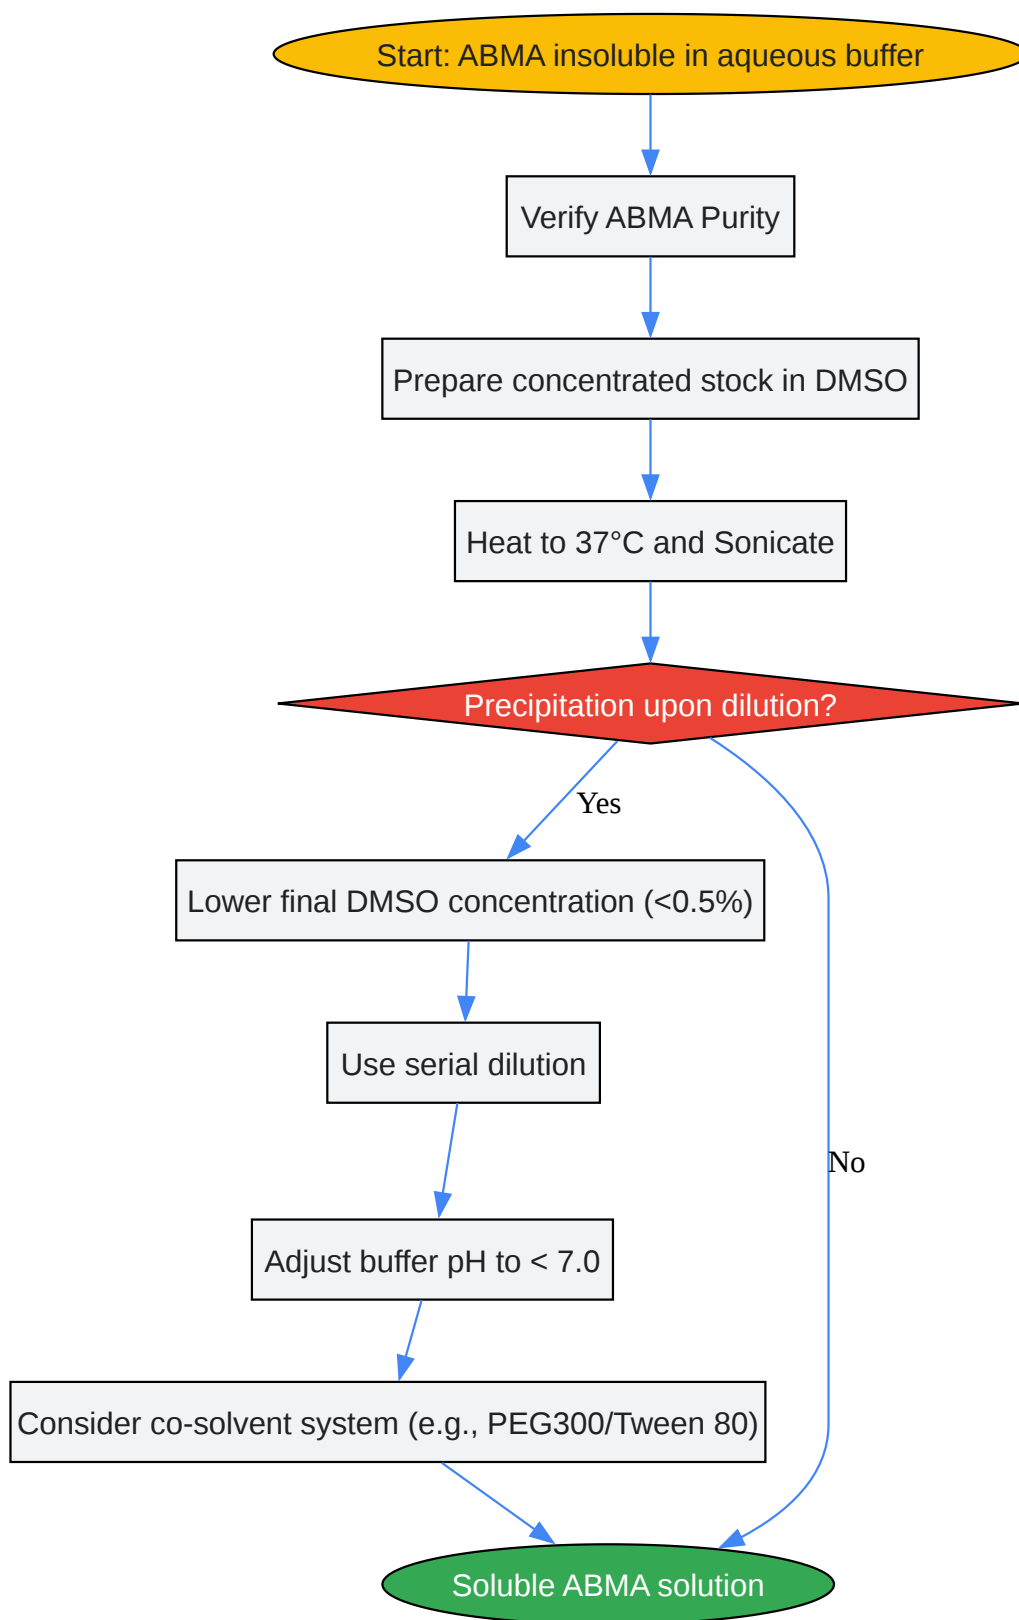 Start: ABMA insoluble in aqueous buffer
Verify ABMA Purity
Prepare concentrated stock in DMSO
Heat to 37°C and Sonicate
Precipitation upon dilution?
Yes
Lower final DMSO concentration (<0.5%)
Use serial dilution
No
Adjust buffer pH to < 7.0
Consider co-solvent system (e.g., PEG300/Tween 80)
Soluble ABMA solution